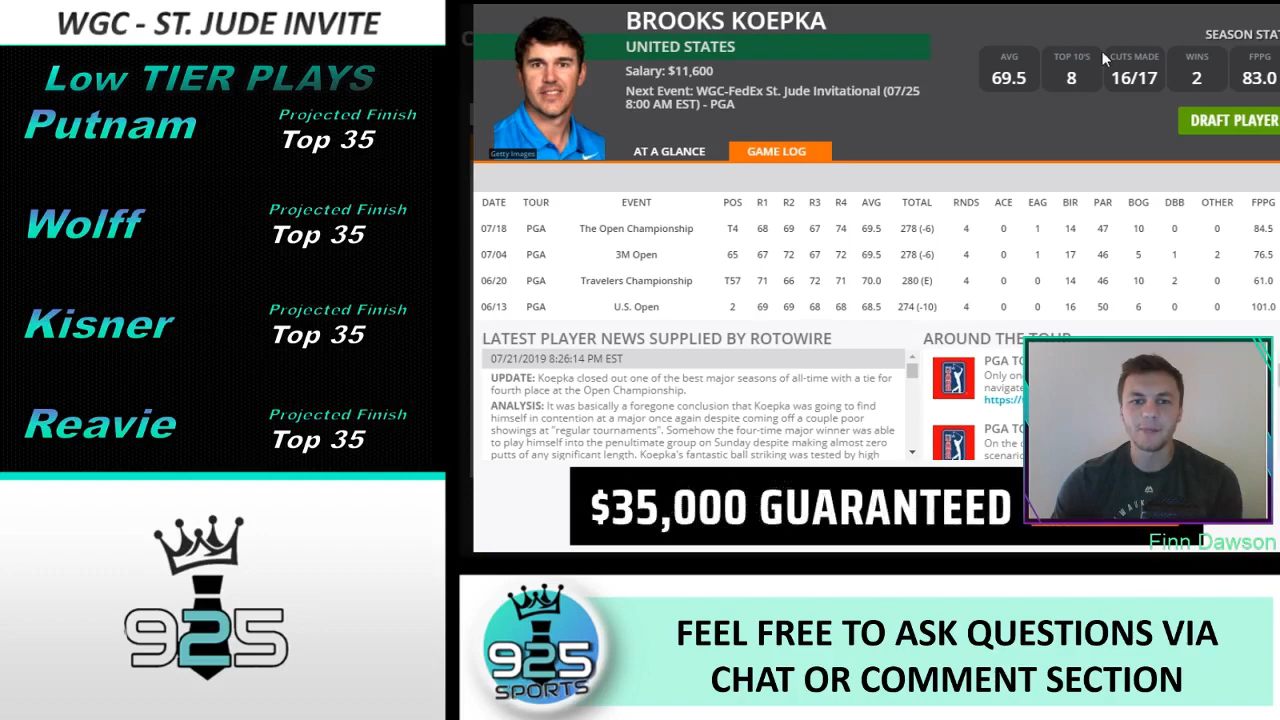 WGC - ST. JUDE INVITE
Low TIER PLAYS
Putnam
Projected Finish
Top 35
Wolff
Projected Finish
Top 35
Kisner
Projected Finish
Top 35
Reavie
Projected Finish
Top 35
925
BROOKS KOEPKA
UNITED STATES
Salary: $11,600
Next Event: WGC-FedEx St. Jude Invitational (07/25
8:00 AM EST) - PGA
Getty Images
SEASON STA
AVG TOP 10'S CUTS MADE WINS FPPG
69.5 8 16/17 2 83.0
DRAFT PLAYER
AT A GLANCE GAME LOG
DATE TOUR EVENT POS R1 R2 R3 R4 AVG TOTAL RNDS ACE EAG BIR PAR BOG DBB OTHER FPPG
07/18 PGA The Open Championship T4 68 69 67 74 69.5 278 (-6) 4 0 1 14 47 10 0 0 84.5
07/04 PGA 3M Open 65 67 72 67 72 69.5 278 (-6) 4 0 1 17 46 5 1 2 76.5
06/20 PGA Travelers Championship T57 71 66 72 71 70.0 280 (E) 4 0 0 14 46 10 2 0 61.0
06/13 PGA U.S. Open 2 69 69 68 68 68.5 274 (-10) 4 0 0 16 50 6 0 0 101.0
LATEST PLAYER NEWS SUPPLIED BY ROTOWIRE
07/21/2019 8:26:14 PM EST
UPDATE: Koepka closed out one of the best major seasons of all-time with a tie for
fourth place at the Open Championship.
ANALYSIS: It was basically a foregone conclusion that Koepka was going to find
himself in contention at a major once again despite coming off a couple poor
showings at "regular tournaments". Somehow the four-time major winner was able
to play himself into the penultimate group on Sunday despite making almost zero
putts of any significant length. Koepka's fantastic ball striking was tested by high
AROUND THE TOUR
PGA TO
Only on
navigate
https://
PGA TO
On the c
scenario
$35,000 GUARANTEED
Finn Dawson
925
SPORTS
FEEL FREE TO ASK QUESTIONS VIA
CHAT OR COMMENT SECTION